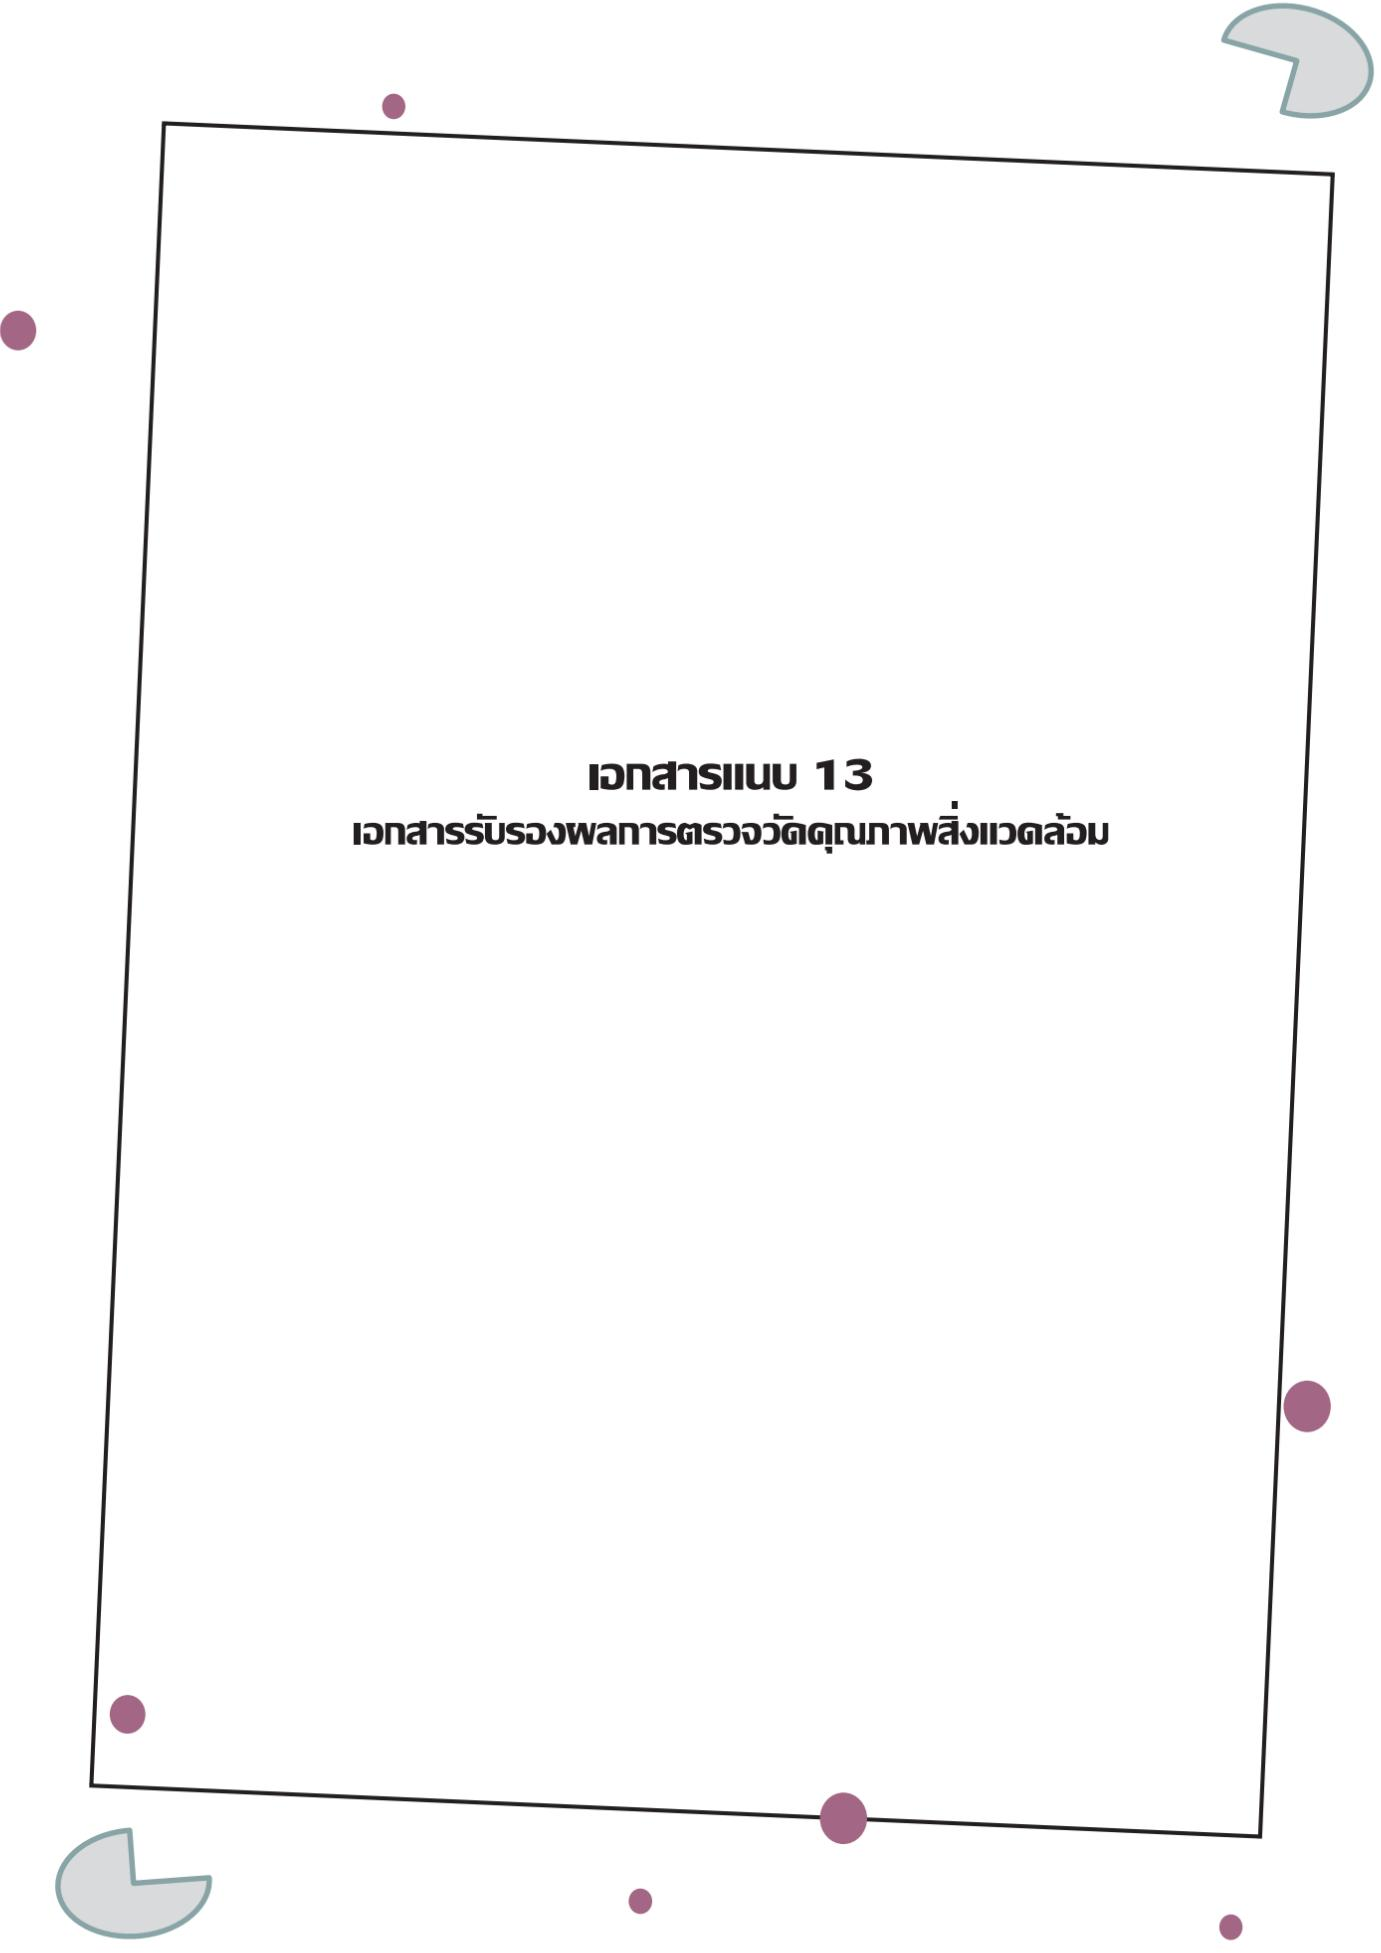 เอกสารแนบ 13
เอกสารรับรองผลการตรวจวัดคุณภาพสิ่งแวดล้อม